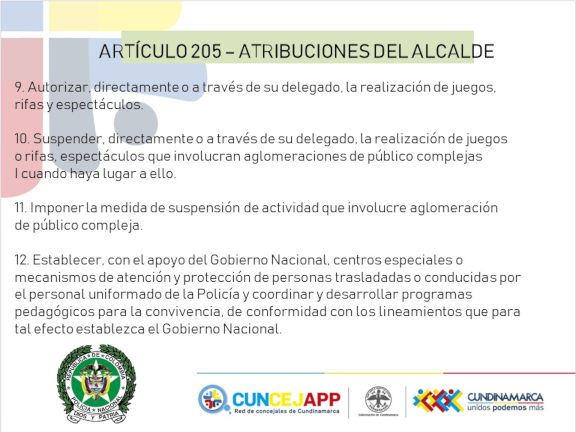 ARTÍCULO 205 – ATRIBUCIONES DEL ALCALDE
9. Autorizar, directamente o a través de su delegado, la realización de juegos,
rifas y espectáculos.
10. Suspender, directamente o a través de su delegado, la realización de juegos
o rifas, espectáculos que involucran aglomeraciones de público complejas
l cuando haya lugar a ello.
11. Imponer la medida de suspensión de actividad que involucre aglomeración
de público compleja.
12. Establecer, con el apoyo del Gobierno Nacional, centros especiales o
mecanismos de atención y protección de personas trasladadas o conducidas por
el personal uniformado de la Policía y coordinar y desarrollar programas
pedagógicos para la convivencia, de conformidad con los lineamientos que para
tal efecto establezca el Gobierno Nacional.
REPUBLICA DE COLOMBIA
POLICIA NACIONAL
DIOS Y PATRIA
CUNCEJAPP
Red de concejales de Cundinamarca
CUNDINAMARCA
unidos podemos más